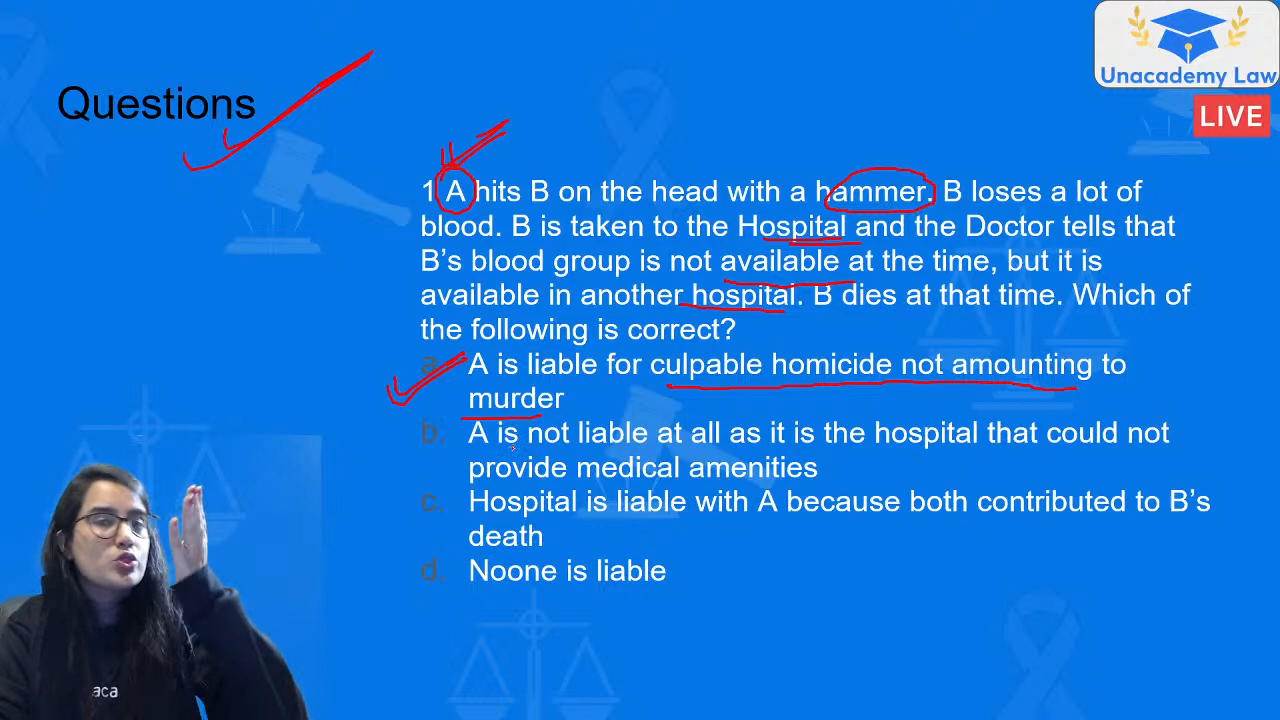 Unacademy Law
LIVE
Questions
1 A hits B on the head with a hammer. B loses a lot of
blood. B is taken to the Hospital and the Doctor tells that
B's blood group is not available at the time, but it is
available in another hospital. B dies at that time. Which of
the following is correct?
a. A is liable for culpable homicide not amounting to
murder
b. A is not liable at all as it is the hospital that could not
provide medical amenities
c. Hospital is liable with A because both contributed to B's
death
d. Noone is liable
aca